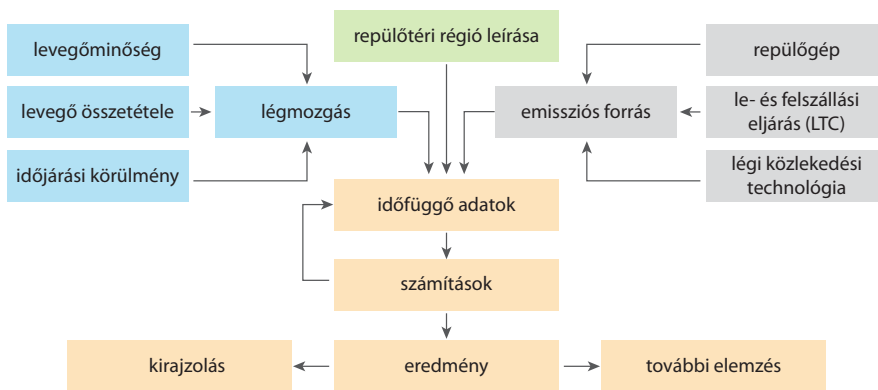 levegőminőség
repülőtéri régió leírása
repülőgép
levegő összetétele
légmozgás
emissziós forrás
le- és felszállási
eljárás (LTC)
időjárási körülmény
légi közlekedési
technológia
időfüggő adatok
számítások
kirajzolás
eredmény
további elemzés